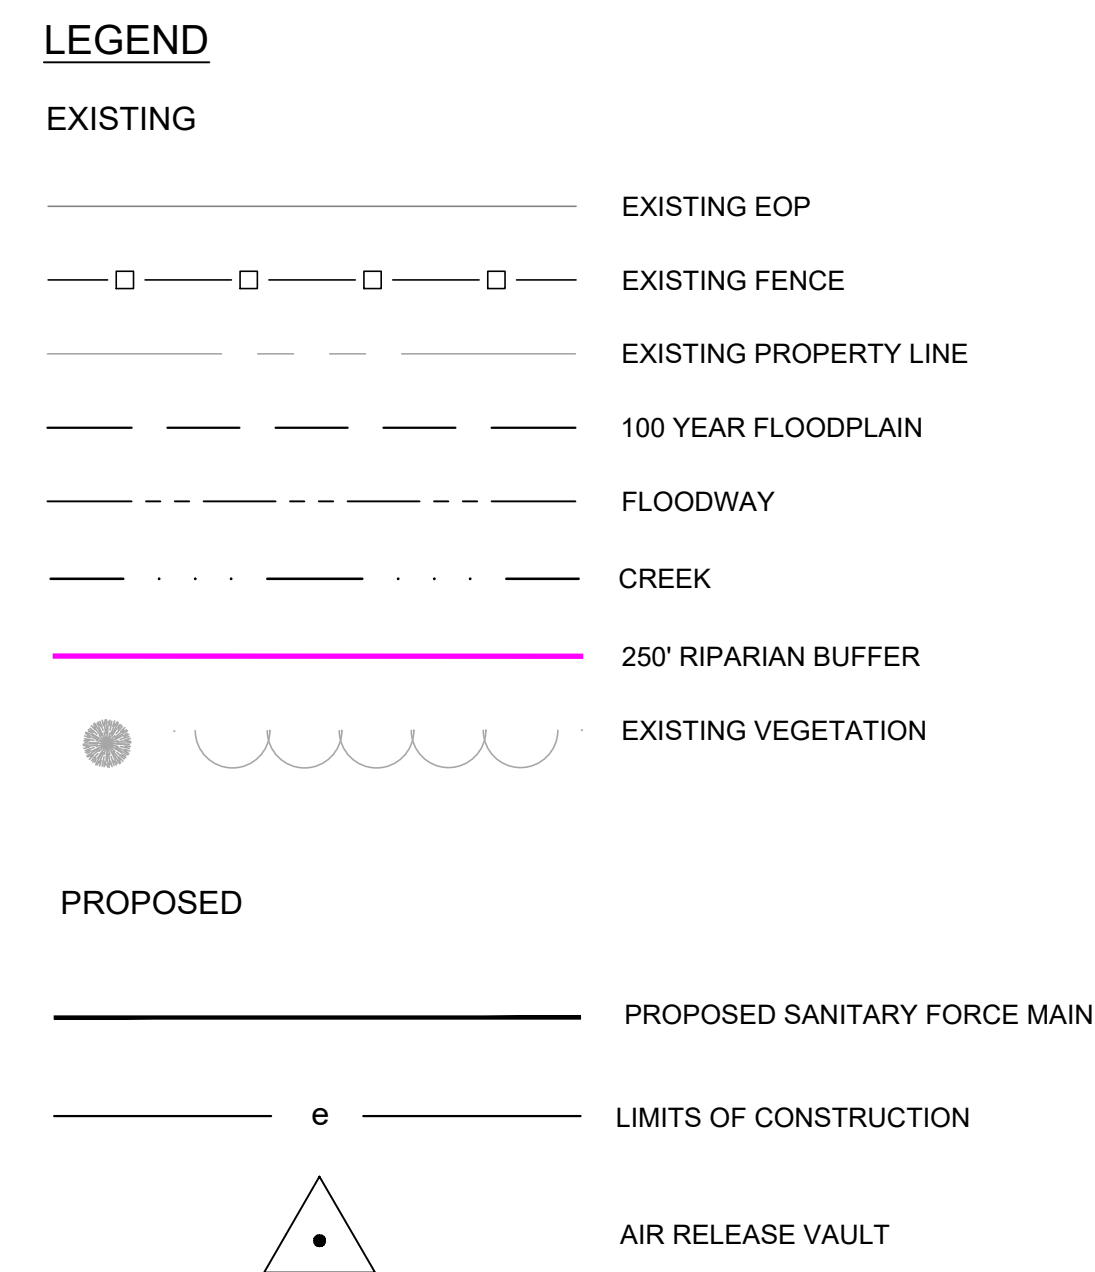 LEGEND
EXISTING
EXISTING EOP
EXISTING FENCE
EXISTING PROPERTY LINE
100 YEAR FLOODPLAIN
FLOODWAY
CREEK
250' RIPARIAN BUFFER
EXISTING VEGETATION
PROPOSED
PROPOSED SANITARY FORCE MAIN
e LIMITS OF CONSTRUCTION
AIR RELEASE VAULT